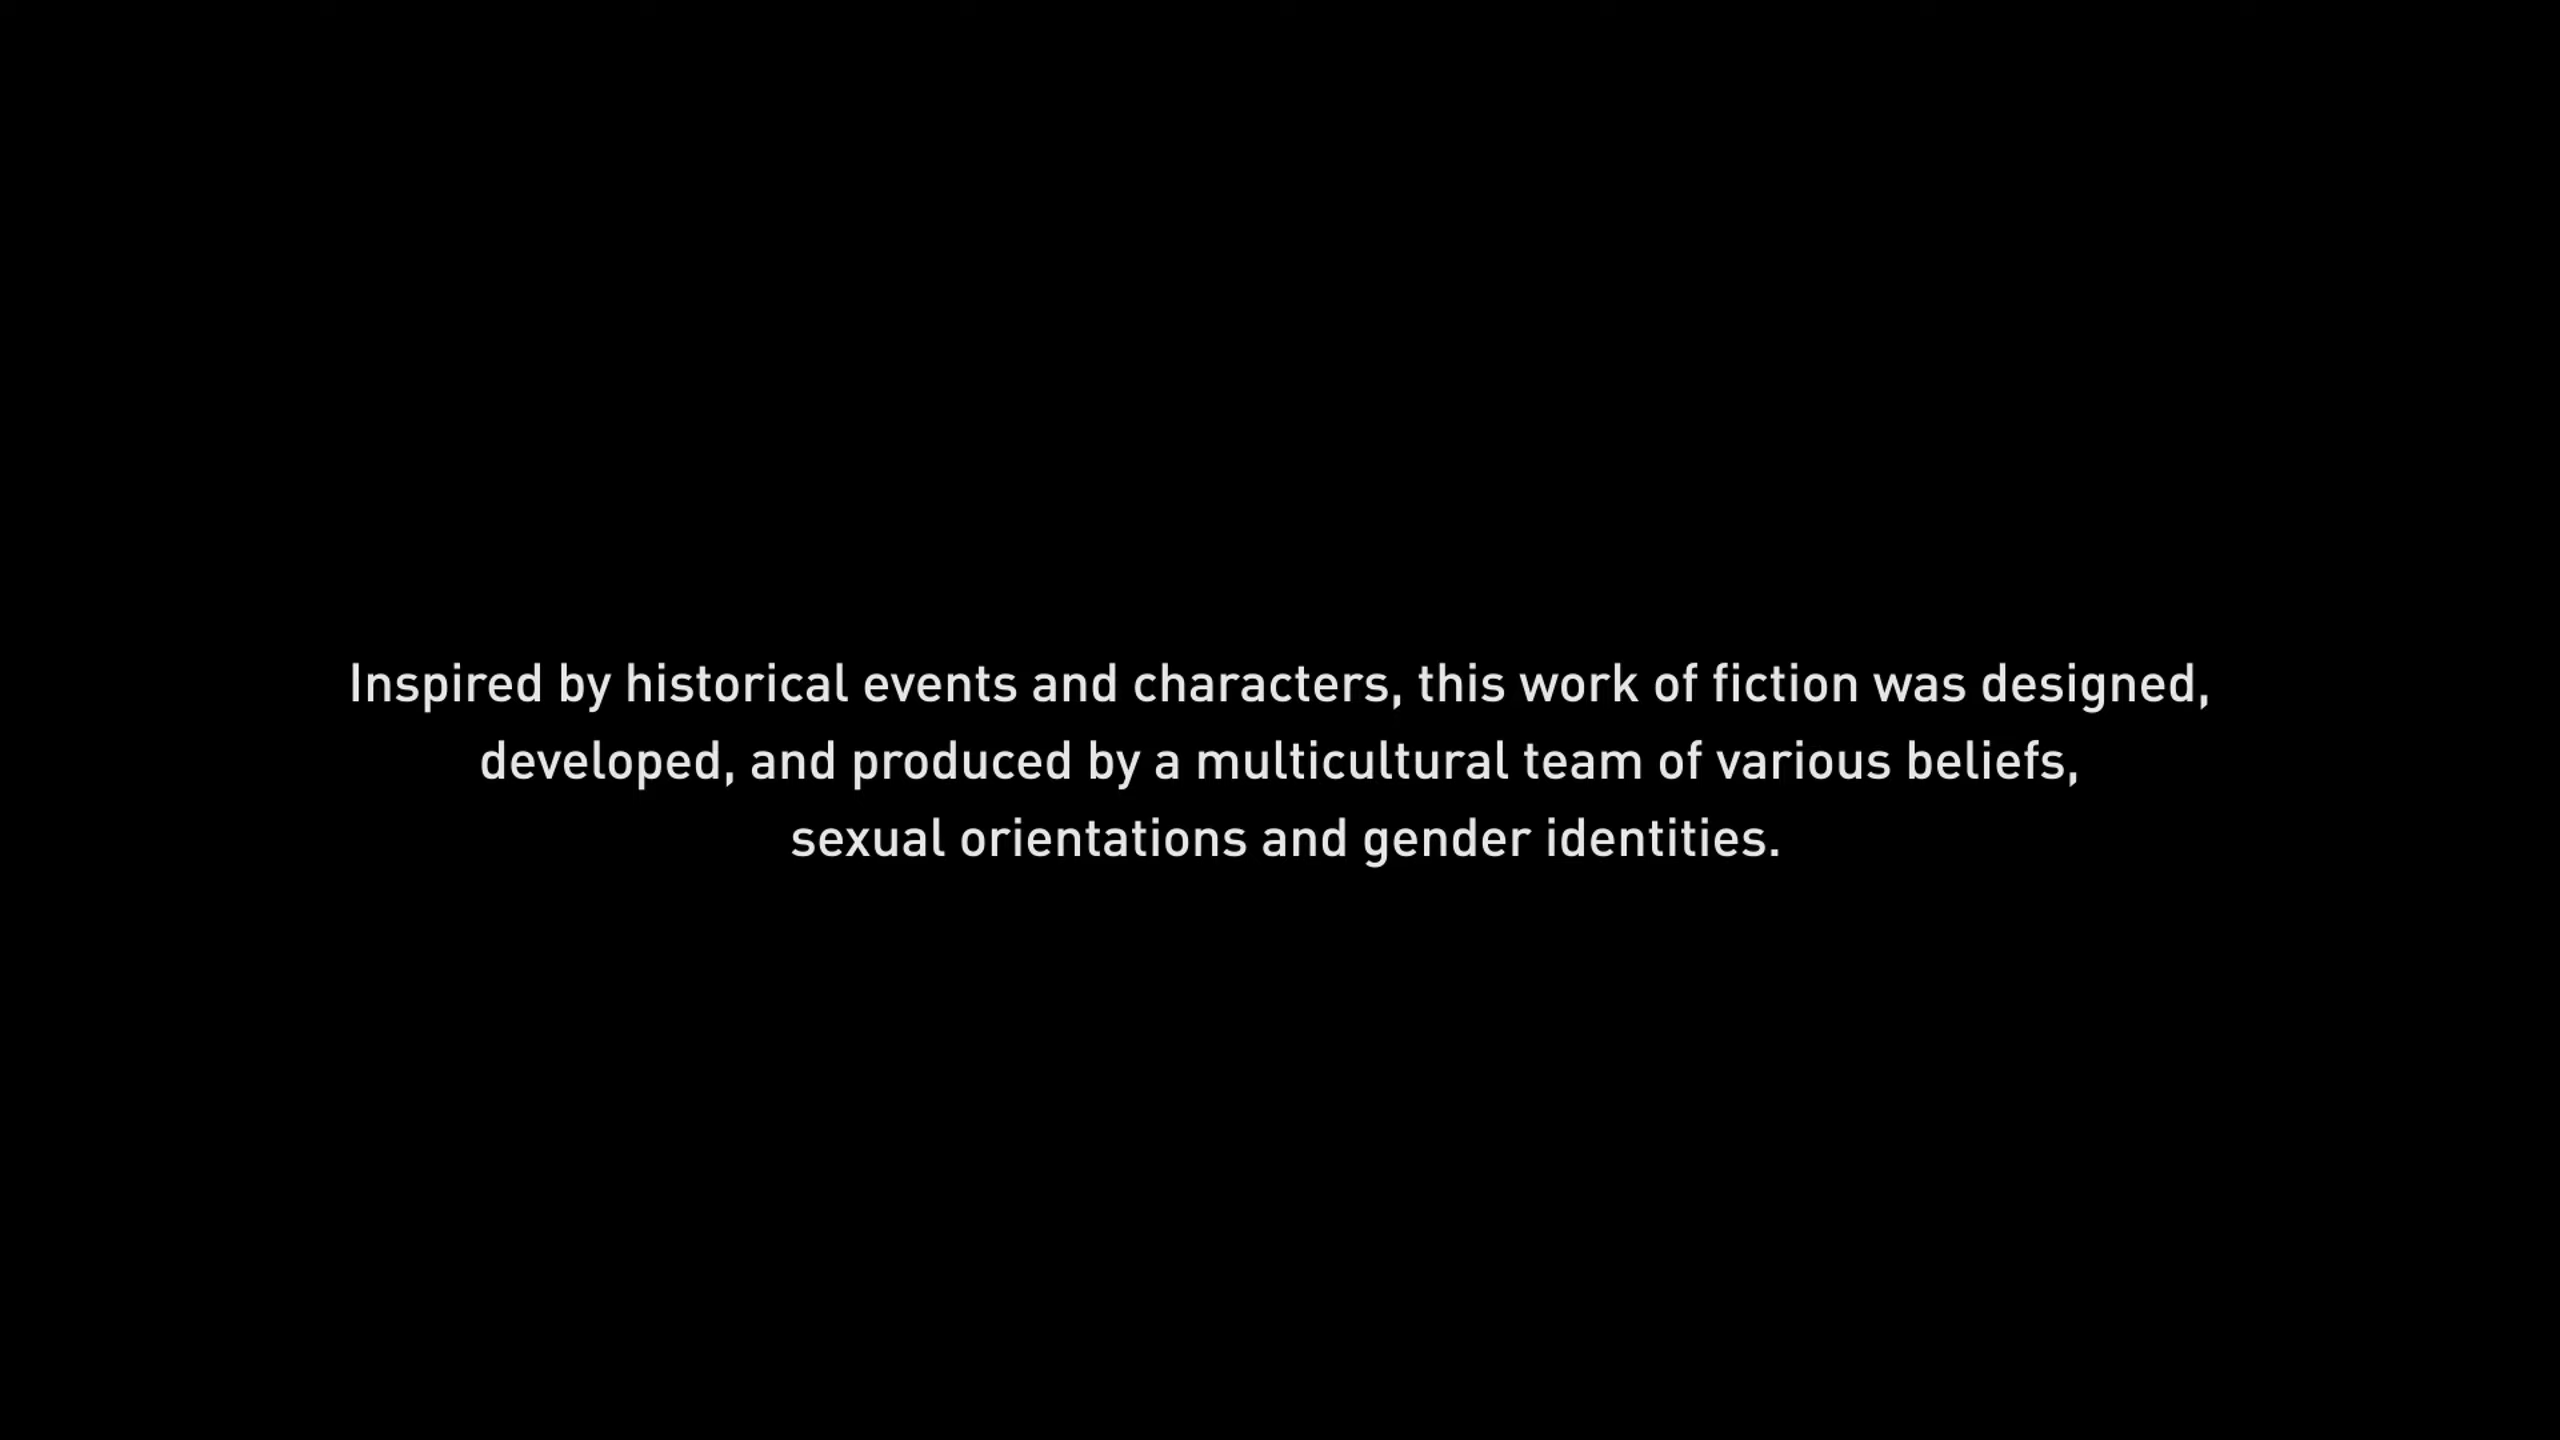 Inspired by historical events and characters, this work of fiction was designed,
developed, and produced by a multicultural team of various beliefs,
sexual orientations and gender identities.